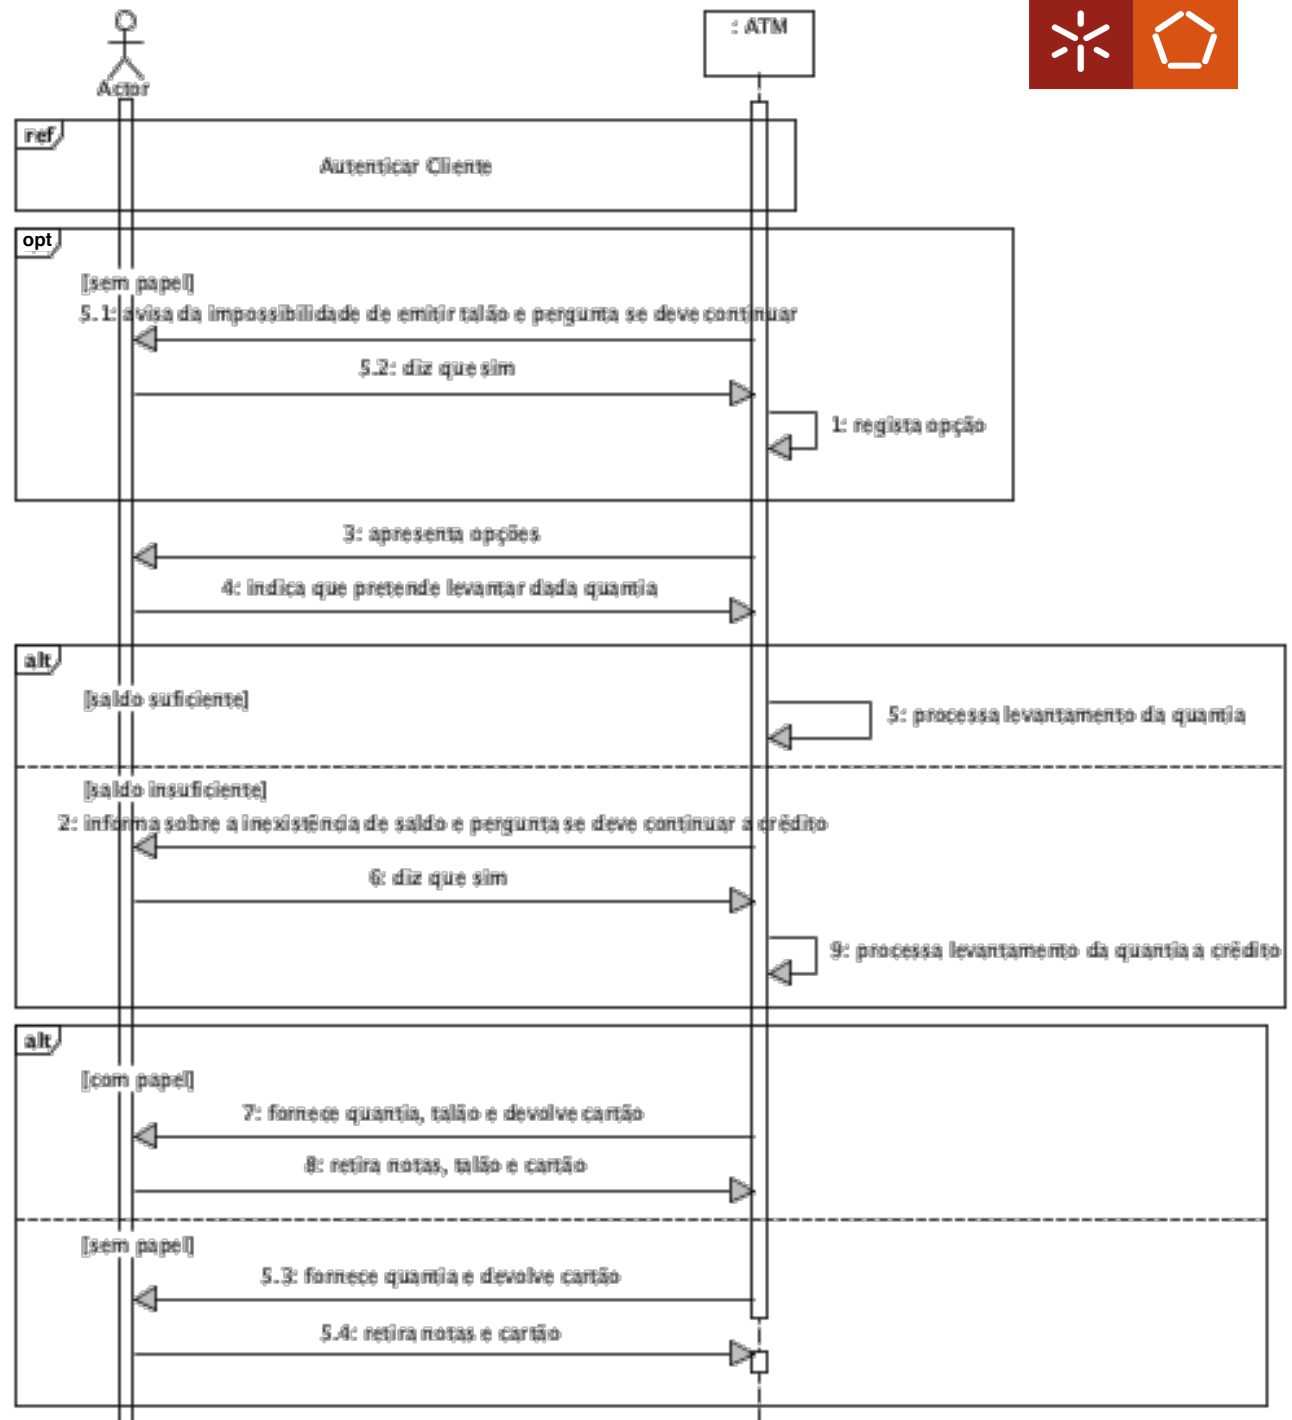 : ATM
Actor
ref
Autenticar Cliente
opt
[sem papel]
5.1: avisa da impossibilidade de emitir talão e pergunta se deve continuar
5.2: diz que sim
1: regista opção
3: apresenta opções
4: indica que pretende levantar dada quantia
alt
[saldo suficiente]
5: processa levantamento da quantia
[saldo insuficiente]
2: informa sobre a inexistência de saldo e pergunta se deve continuar a crédito
6: diz que sim
9: processa levantamento da quantia a crédito
alt
[com papel]
7: fornece quantia, talão e devolve cartão
8: retira notas, talão e cartão
[sem papel]
5.3: fornece quantia e devolve cartão
5.4: retira notas e cartão